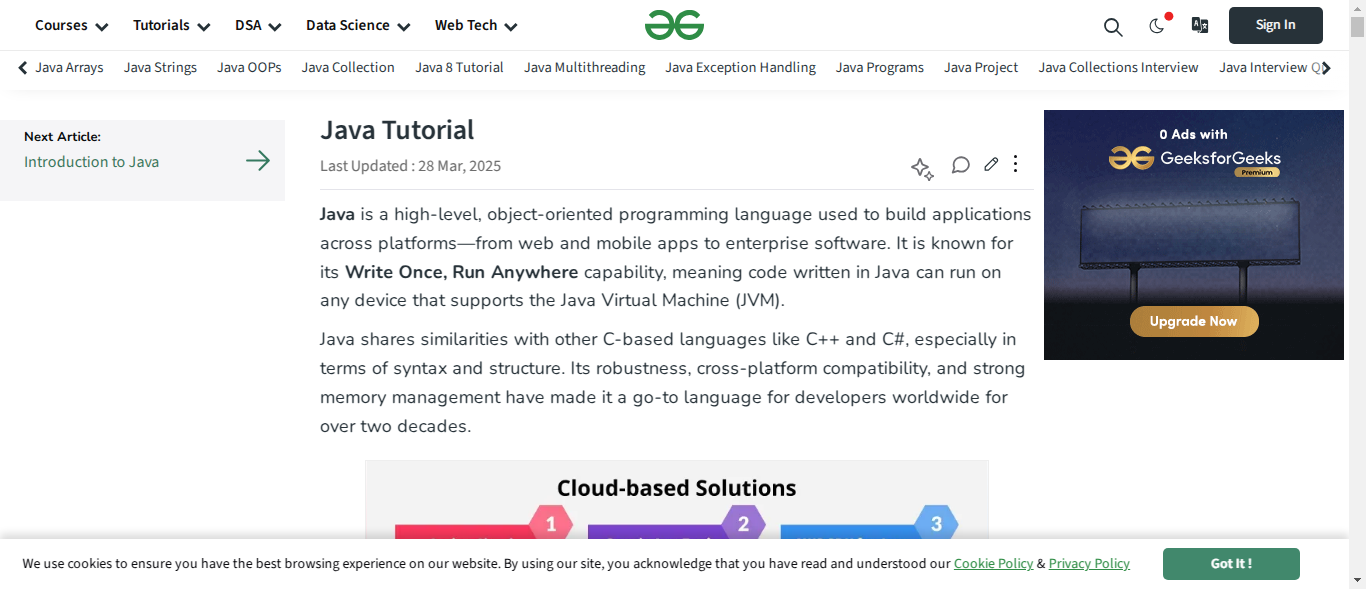 Courses Tutorials DSA Data Science Web Tech Sign In
Java Arrays Java Strings Java OOPs Java Collection Java 8 Tutorial Java Multithreading Java Exception Handling Java Programs Java Project Java Collections Interview Java Interview
Next Article:
Introduction to Java
Java Tutorial
Last Updated : 28 Mar, 2025
Java is a high-level, object-oriented programming language used to build applications
across platforms—from web and mobile apps to enterprise software. It is known for
its Write Once, Run Anywhere capability, meaning code written in Java can run on
any device that supports the Java Virtual Machine (JVM).
Java shares similarities with other C-based languages like C++ and C#, especially in
terms of syntax and structure. Its robustness, cross-platform compatibility, and strong
memory management have made it a go-to language for developers worldwide for
over two decades.
0 Ads with
GeeksforGeeks
Premium
Upgrade Now
Cloud-based Solutions
1 2 3
We use cookies to ensure you have the best browsing experience on our website. By using our site, you acknowledge that you have read and understood our Cookie Policy & Privacy Policy Got It !